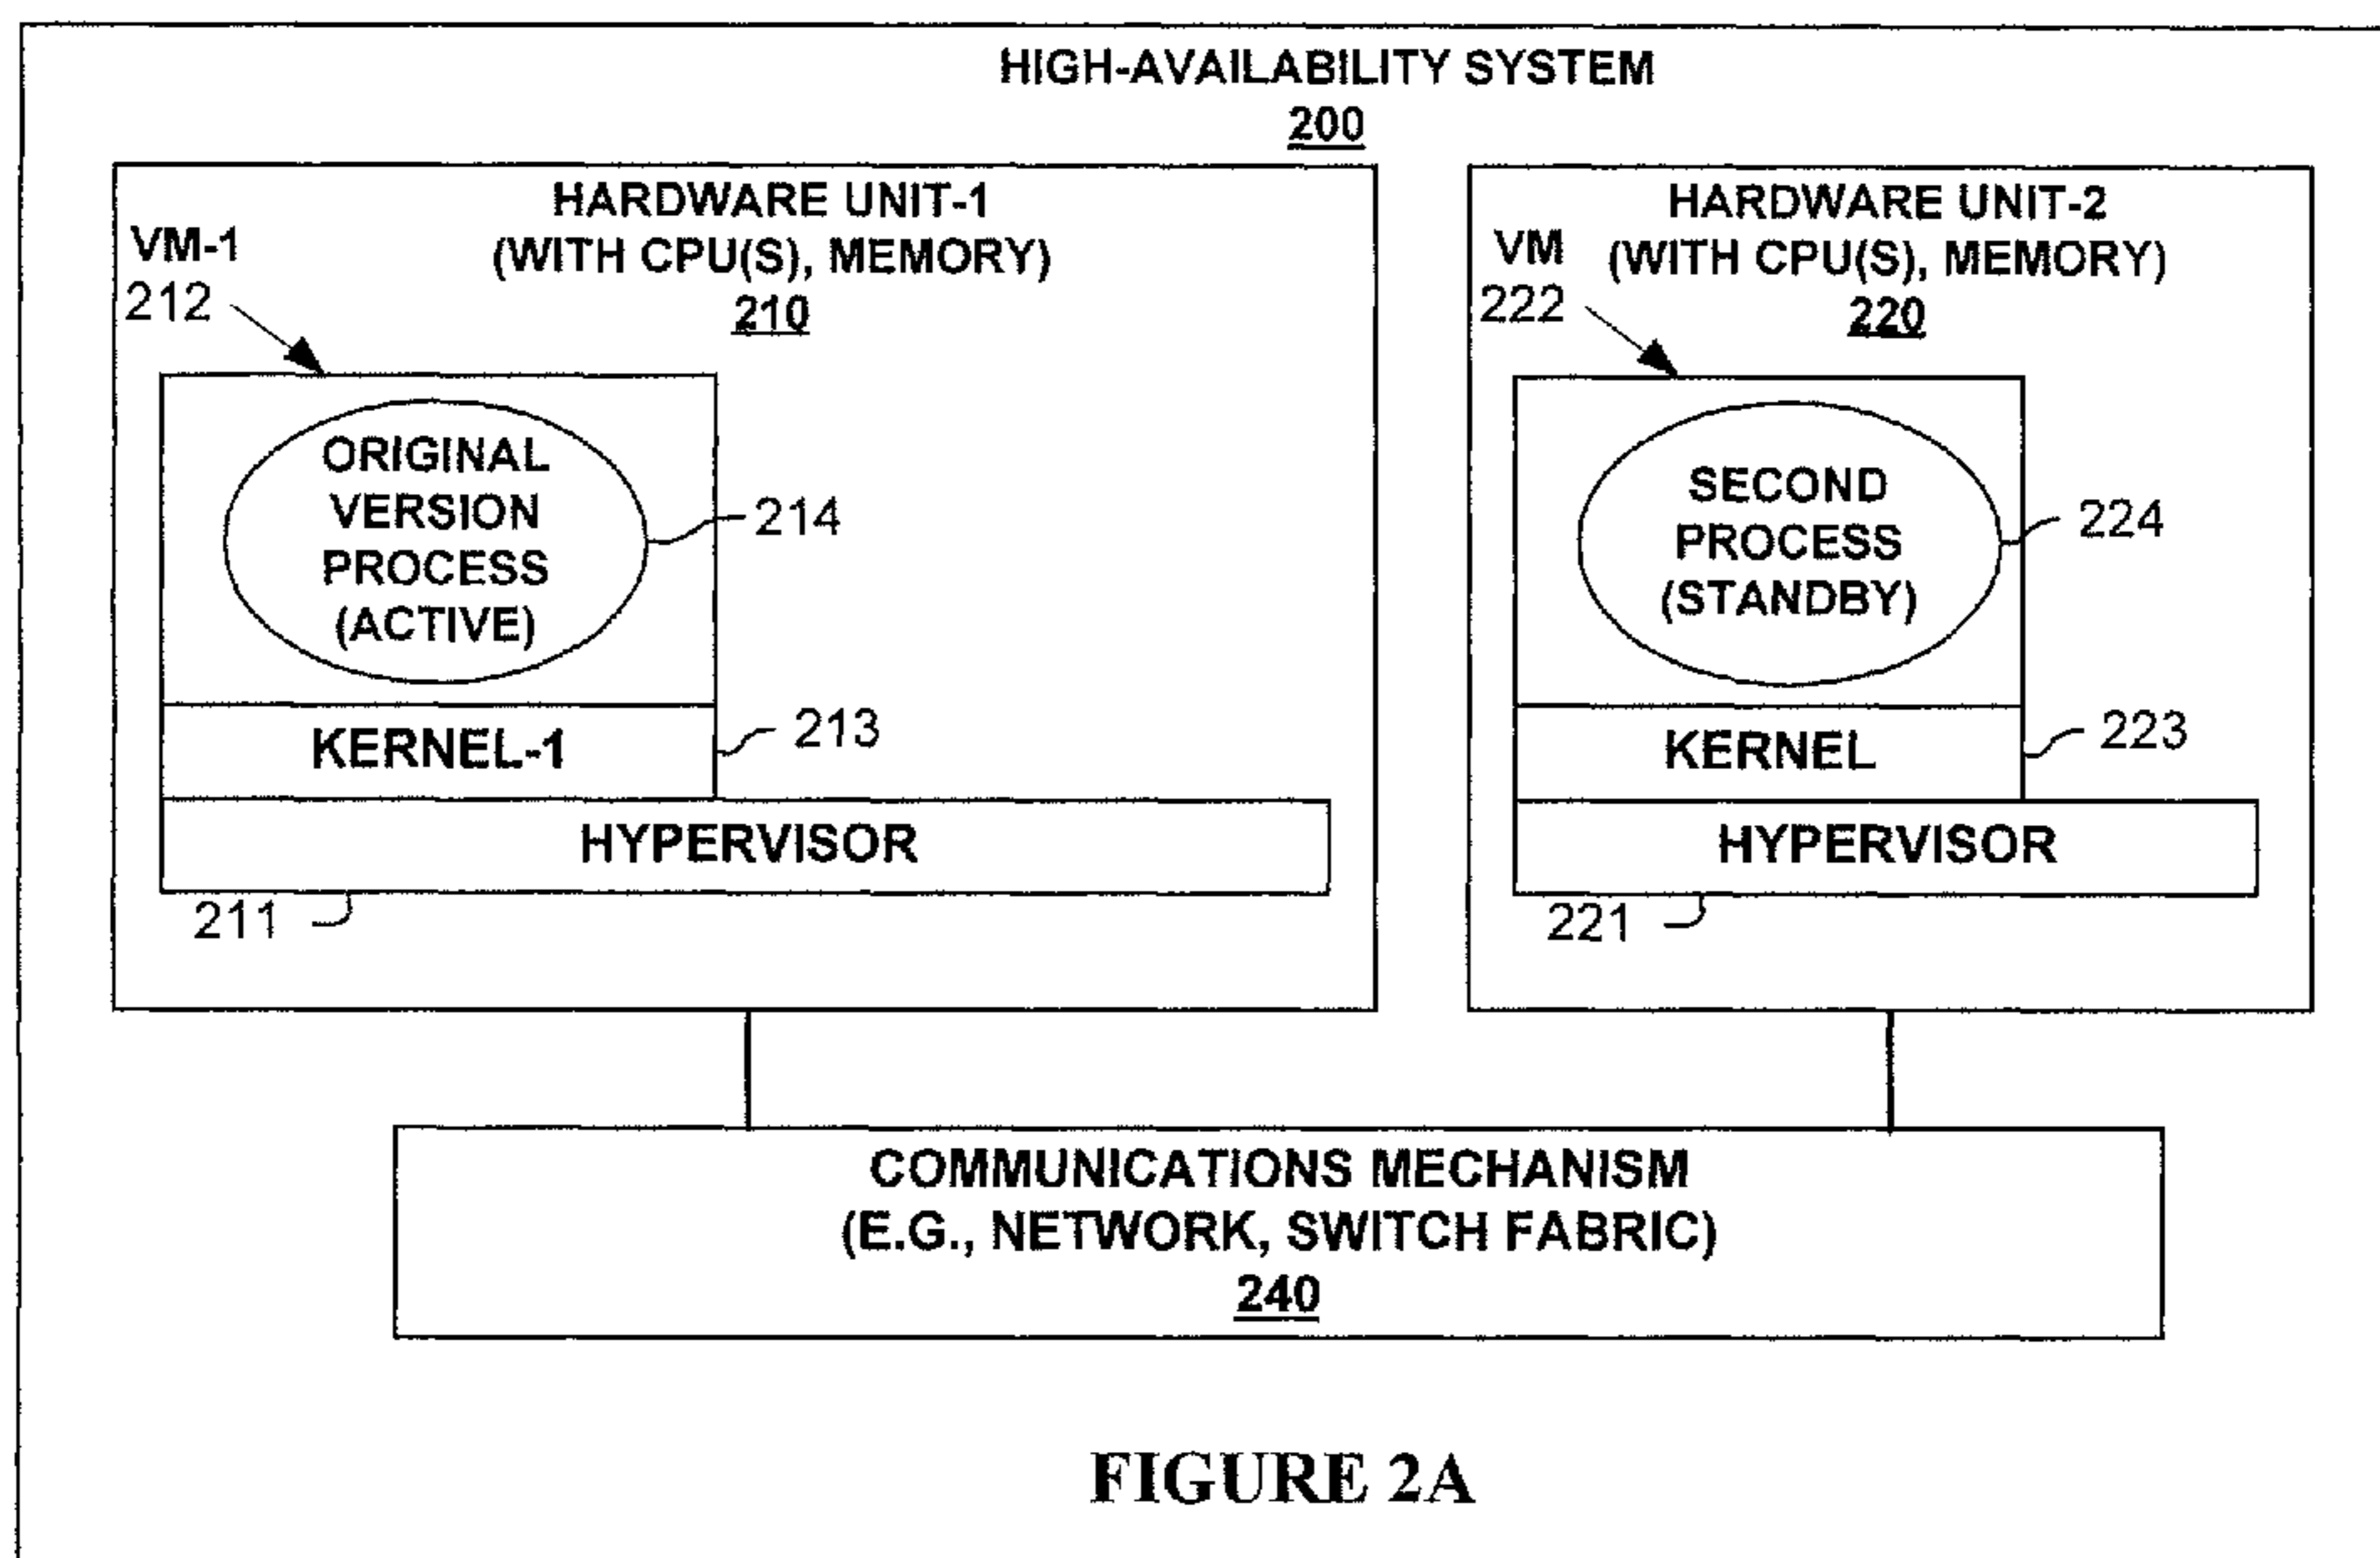 HIGH-AVAILABILITY SYSTEM
200
HARDWARE UNIT-1
(WITH CPU(S), MEMORY)
210
VM-1
212
ORIGINAL
VERSION
PROCESS
(ACTIVE)
214
KERNEL-1
213
HYPERVISOR
211
HARDWARE UNIT-2
(WITH CPU(S), MEMORY)
220
VM
222
SECOND
PROCESS
(STANDBY)
224
KERNEL
223
HYPERVISOR
221
COMMUNICATIONS MECHANISM
(E.G., NETWORK, SWITCH FABRIC)
240
FIGURE 2A